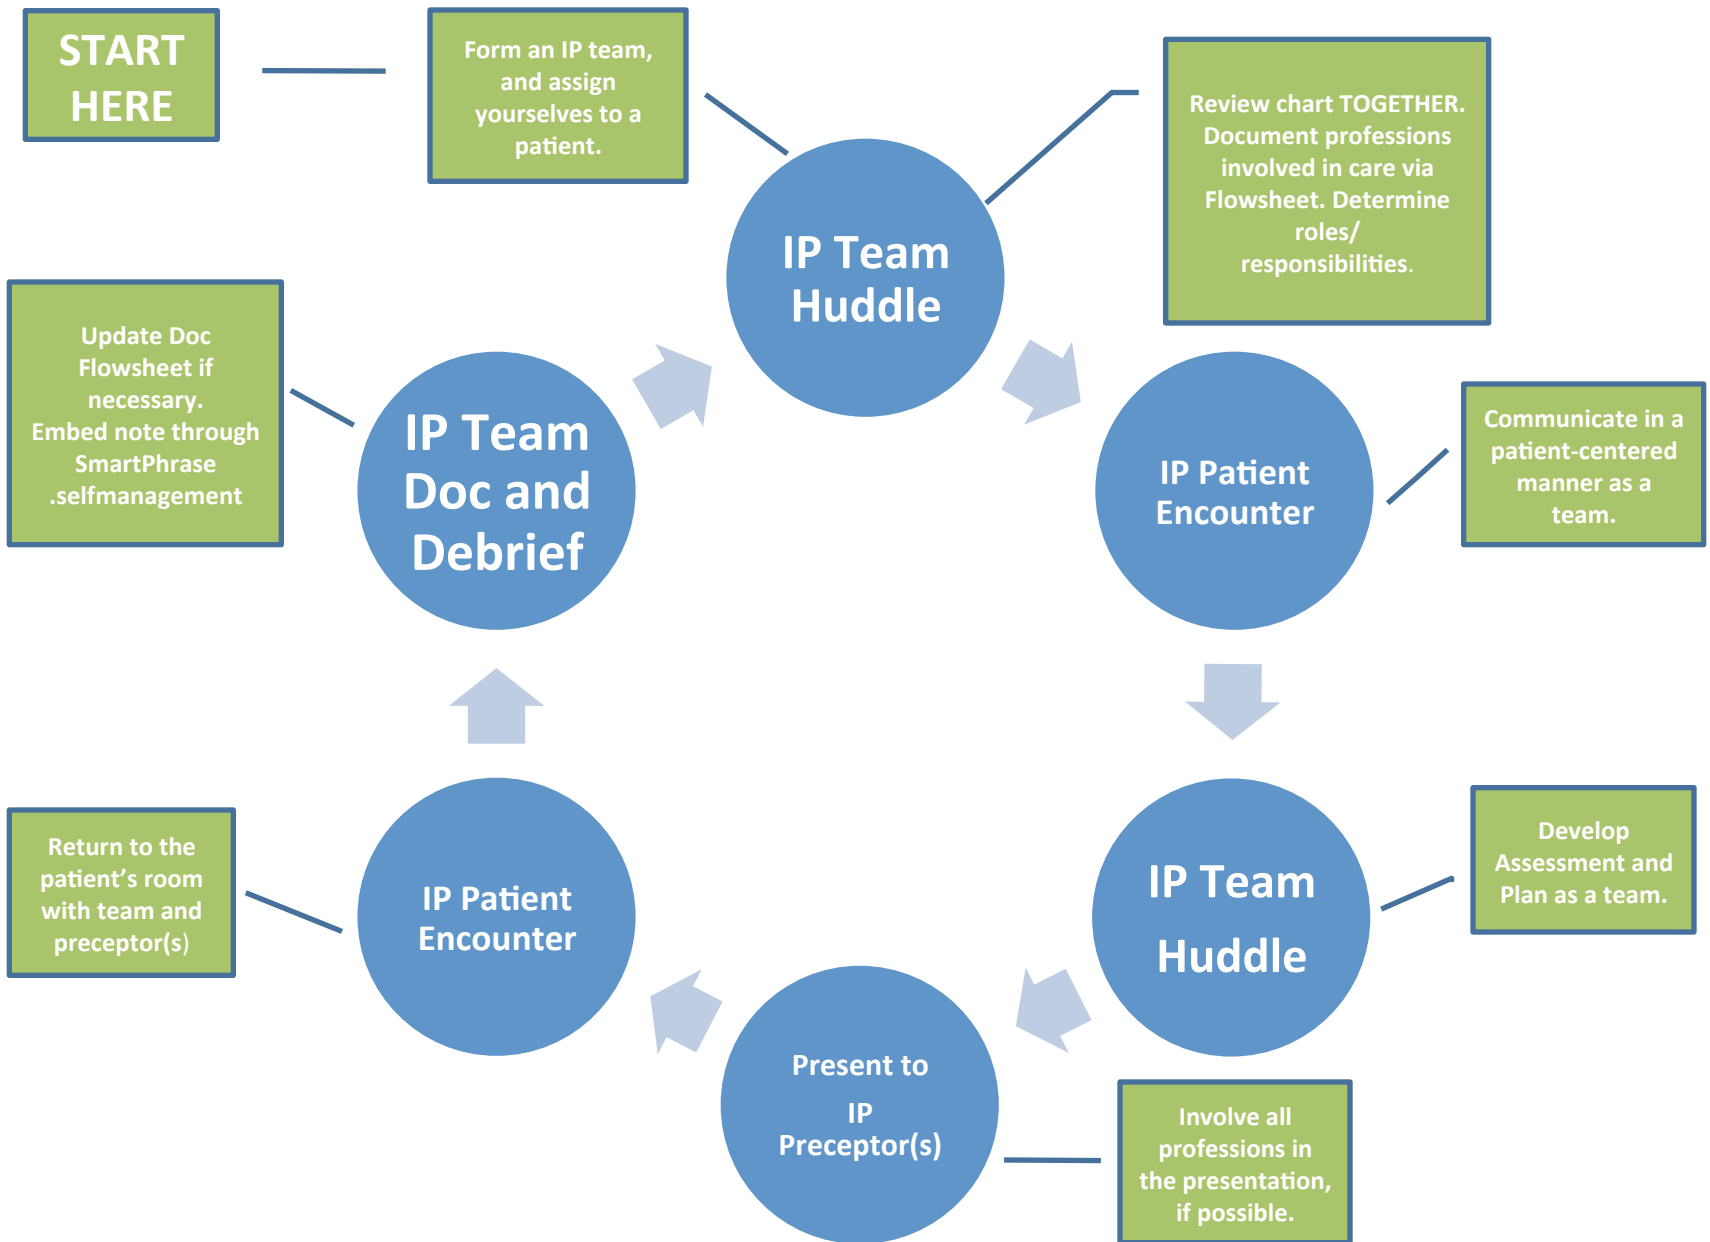 START
HERE
Form an IP team,
and assign
yourselves to a
patient.
IP Team
Huddle
Review chart TOGETHER.
Document professions
involved in care via
Flowsheet. Determine
roles/
responsibilities.
IP Patient
Encounter
Communicate in a
patient-centered
manner as a
team.
IP Team
Huddle
Develop
Assessment and
Plan as a team.
Present to
IP
Preceptor(s)
Involve all
professions in
the presentation,
if possible.
IP Patient
Encounter
Return to the
patient’s room
with team and
preceptor(s)
IP Team
Doc and
Debrief
Update Doc
Flowsheet if
necessary.
Embed note through
SmartPhrase
.selfmanagement